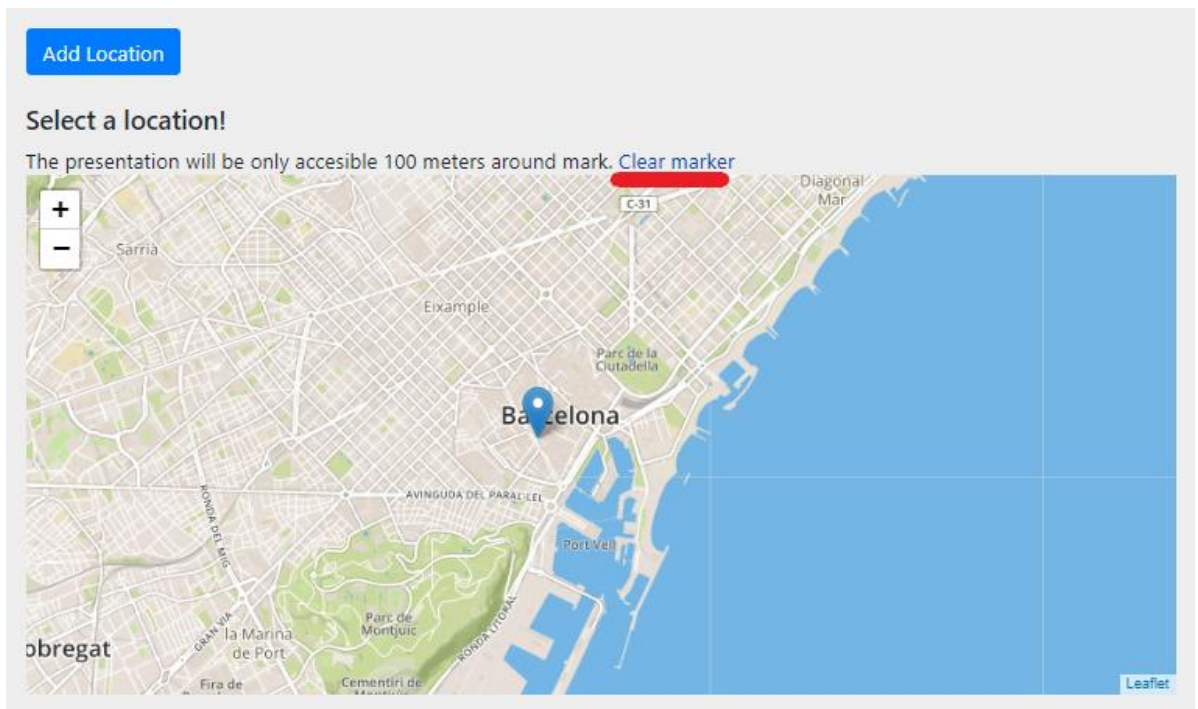 Add Location
Select a location!
The presentation will be only accesible 100 meters around mark. Clear marker
Diagonal
Mar
+
C-31
−
Sarrià
Eixample
Parc de la
Ciutadella
Barcelona
AVINGUDA DEL PARAL·LEL
RONDA DEL MIG
Port Vell
Parc de
Montjuïc
GRAN VIA
la Marina
de Port
RONDA LITORAL
obregat
Fira de
Cementiri de
Leaflet